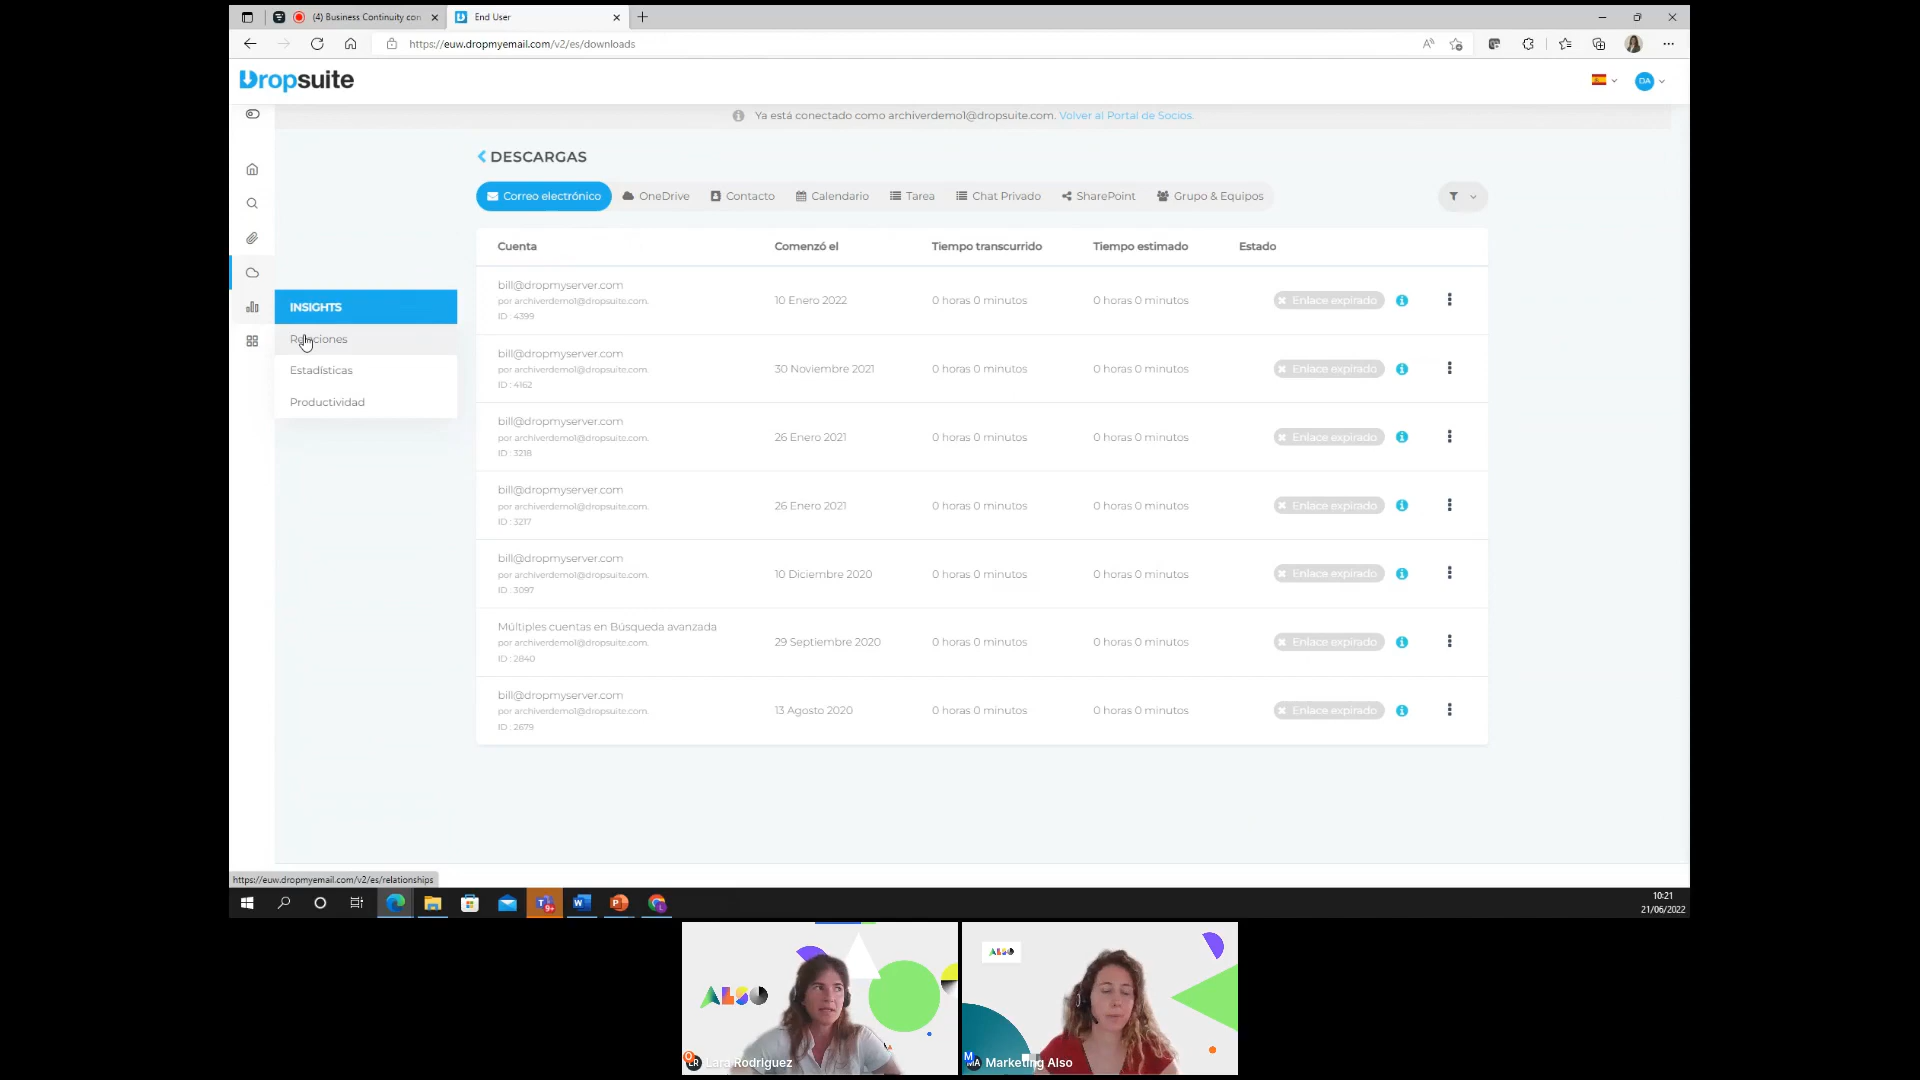 (4) Business Continuity con
End User
https://euw.dropmyemail.com/v2/es/downloads
Dropsuite
DA
Ya está conectado como archiverdemo1@dropsuite.com. Volver al Portal de Socios.
DESCARGAS
Correo electrónico
OneDrive
Contacto
Calendario
Tarea
Chat Privado
SharePoint
Grupo & Equipos
Cuenta
Comenzó el
Tiempo transcurrido
Tiempo estimado
Estado
bill@dropmyserver.com
por archiverdemo1@dropsuite.com.
ID : 4399
10 Enero 2022
0 horas 0 minutos
0 horas 0 minutos
Enlace expirado
INSIGHTS
Relaciones
Estadísticas
Productividad
bill@dropmyserver.com
por archiverdemo1@dropsuite.com.
ID : 4162
30 Noviembre 2021
0 horas 0 minutos
0 horas 0 minutos
Enlace expirado
bill@dropmyserver.com
por archiverdemo1@dropsuite.com.
ID : 3218
26 Enero 2021
0 horas 0 minutos
0 horas 0 minutos
Enlace expirado
bill@dropmyserver.com
por archiverdemo1@dropsuite.com.
ID : 3217
26 Enero 2021
0 horas 0 minutos
0 horas 0 minutos
Enlace expirado
bill@dropmyserver.com
por archiverdemo1@dropsuite.com.
ID : 3097
10 Diciembre 2020
0 horas 0 minutos
0 horas 0 minutos
Enlace expirado
Múltiples cuentas en Búsqueda avanzada
por archiverdemo1@dropsuite.com.
ID : 2840
29 Septiembre 2020
0 horas 0 minutos
0 horas 0 minutos
Enlace expirado
bill@dropmyserver.com
por archiverdemo1@dropsuite.com.
ID : 2679
13 Agosto 2020
0 horas 0 minutos
0 horas 0 minutos
Enlace expirado
https://euw.dropmyemail.com/v2/es/relationships
10:21
21/06/2022
ALSO
LR Lara Rodriguez
ALSO
MA Marketing Also